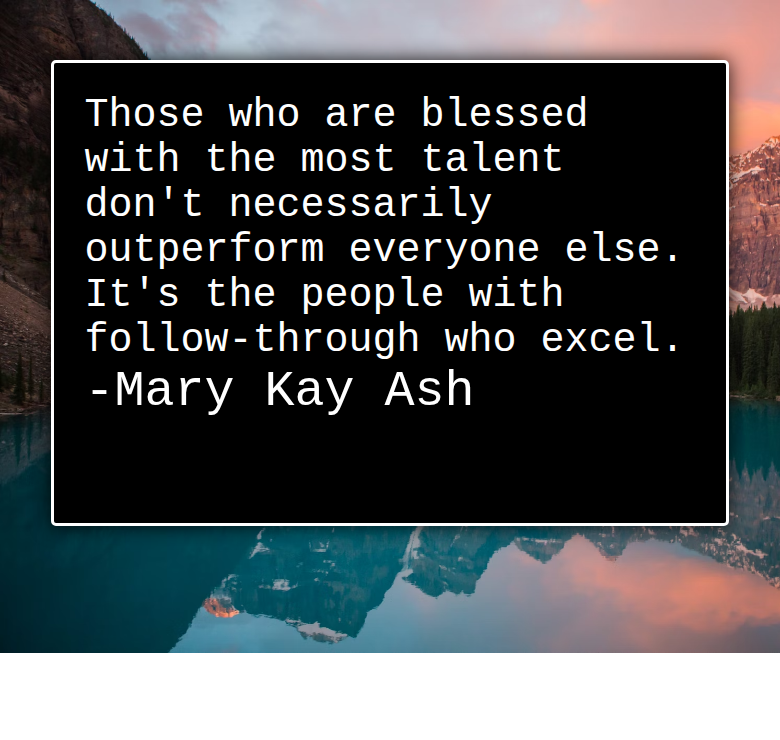 Those who are blessed
with the most talent
don't necessarily
outperform everyone else.
It's the people with
follow-through who excel.
-Mary Kay Ash